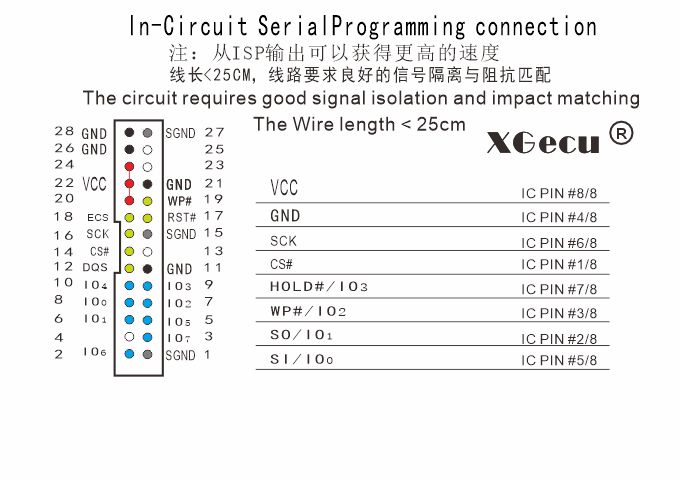 In-Circuit SerialProgramming connection
注：从ISP输出可以获得更高的速度
线长<25CM，线路要求良好的信号隔离与阻抗匹配
The circuit requires good signal isolation and impact matching
The Wire length < 25cm
XGecu ®
28 GND SGND 27
26 GND 25
24 23
22 VCC GND 21
20 WP# 19
18 ECS RST# 17
16 SCK SGND 15
14 CS# 13
12 DQS GND 11
10 IO4 IO3 9
8 IO0 IO2 7
6 IO1 IO5 5
4 IO7 3
2 IO6 SGND 1
VCC IC PIN #8/8
GND IC PIN #4/8
SCK IC PIN #6/8
CS# IC PIN #1/8
HOLD#/IO3 IC PIN #7/8
WP#/IO2 IC PIN #3/8
SO/IO1 IC PIN #2/8
SI/IO0 IC PIN #5/8